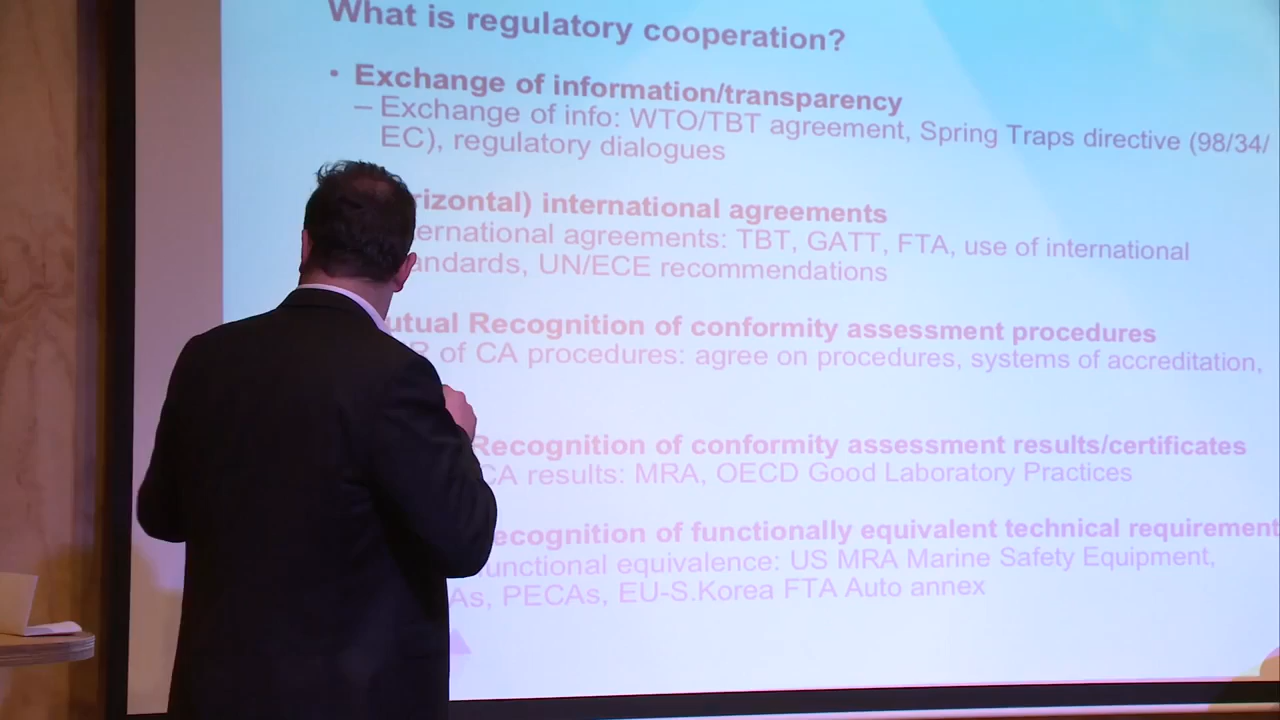 What is regulatory cooperation?
• Exchange of information/transparency
– Exchange of info: WTO/TBT agreement, Spring Traps directive (98/34/
EC), regulatory dialogues
rizontal) international agreements
ernational agreements: TBT, GATT, FTA, use of international
andards, UN/ECE recommendations
utual Recognition of conformity assessment procedures
R of CA procedures: agree on procedures, systems of accreditation,
Recognition of conformity assessment results/certificates
CA results: MRA, OECD Good Laboratory Practices
ecognition of functionally equivalent technical requirement
unctional equivalence: US MRA Marine Safety Equipment,
As, PECAs, EU-S.Korea FTA Auto annex